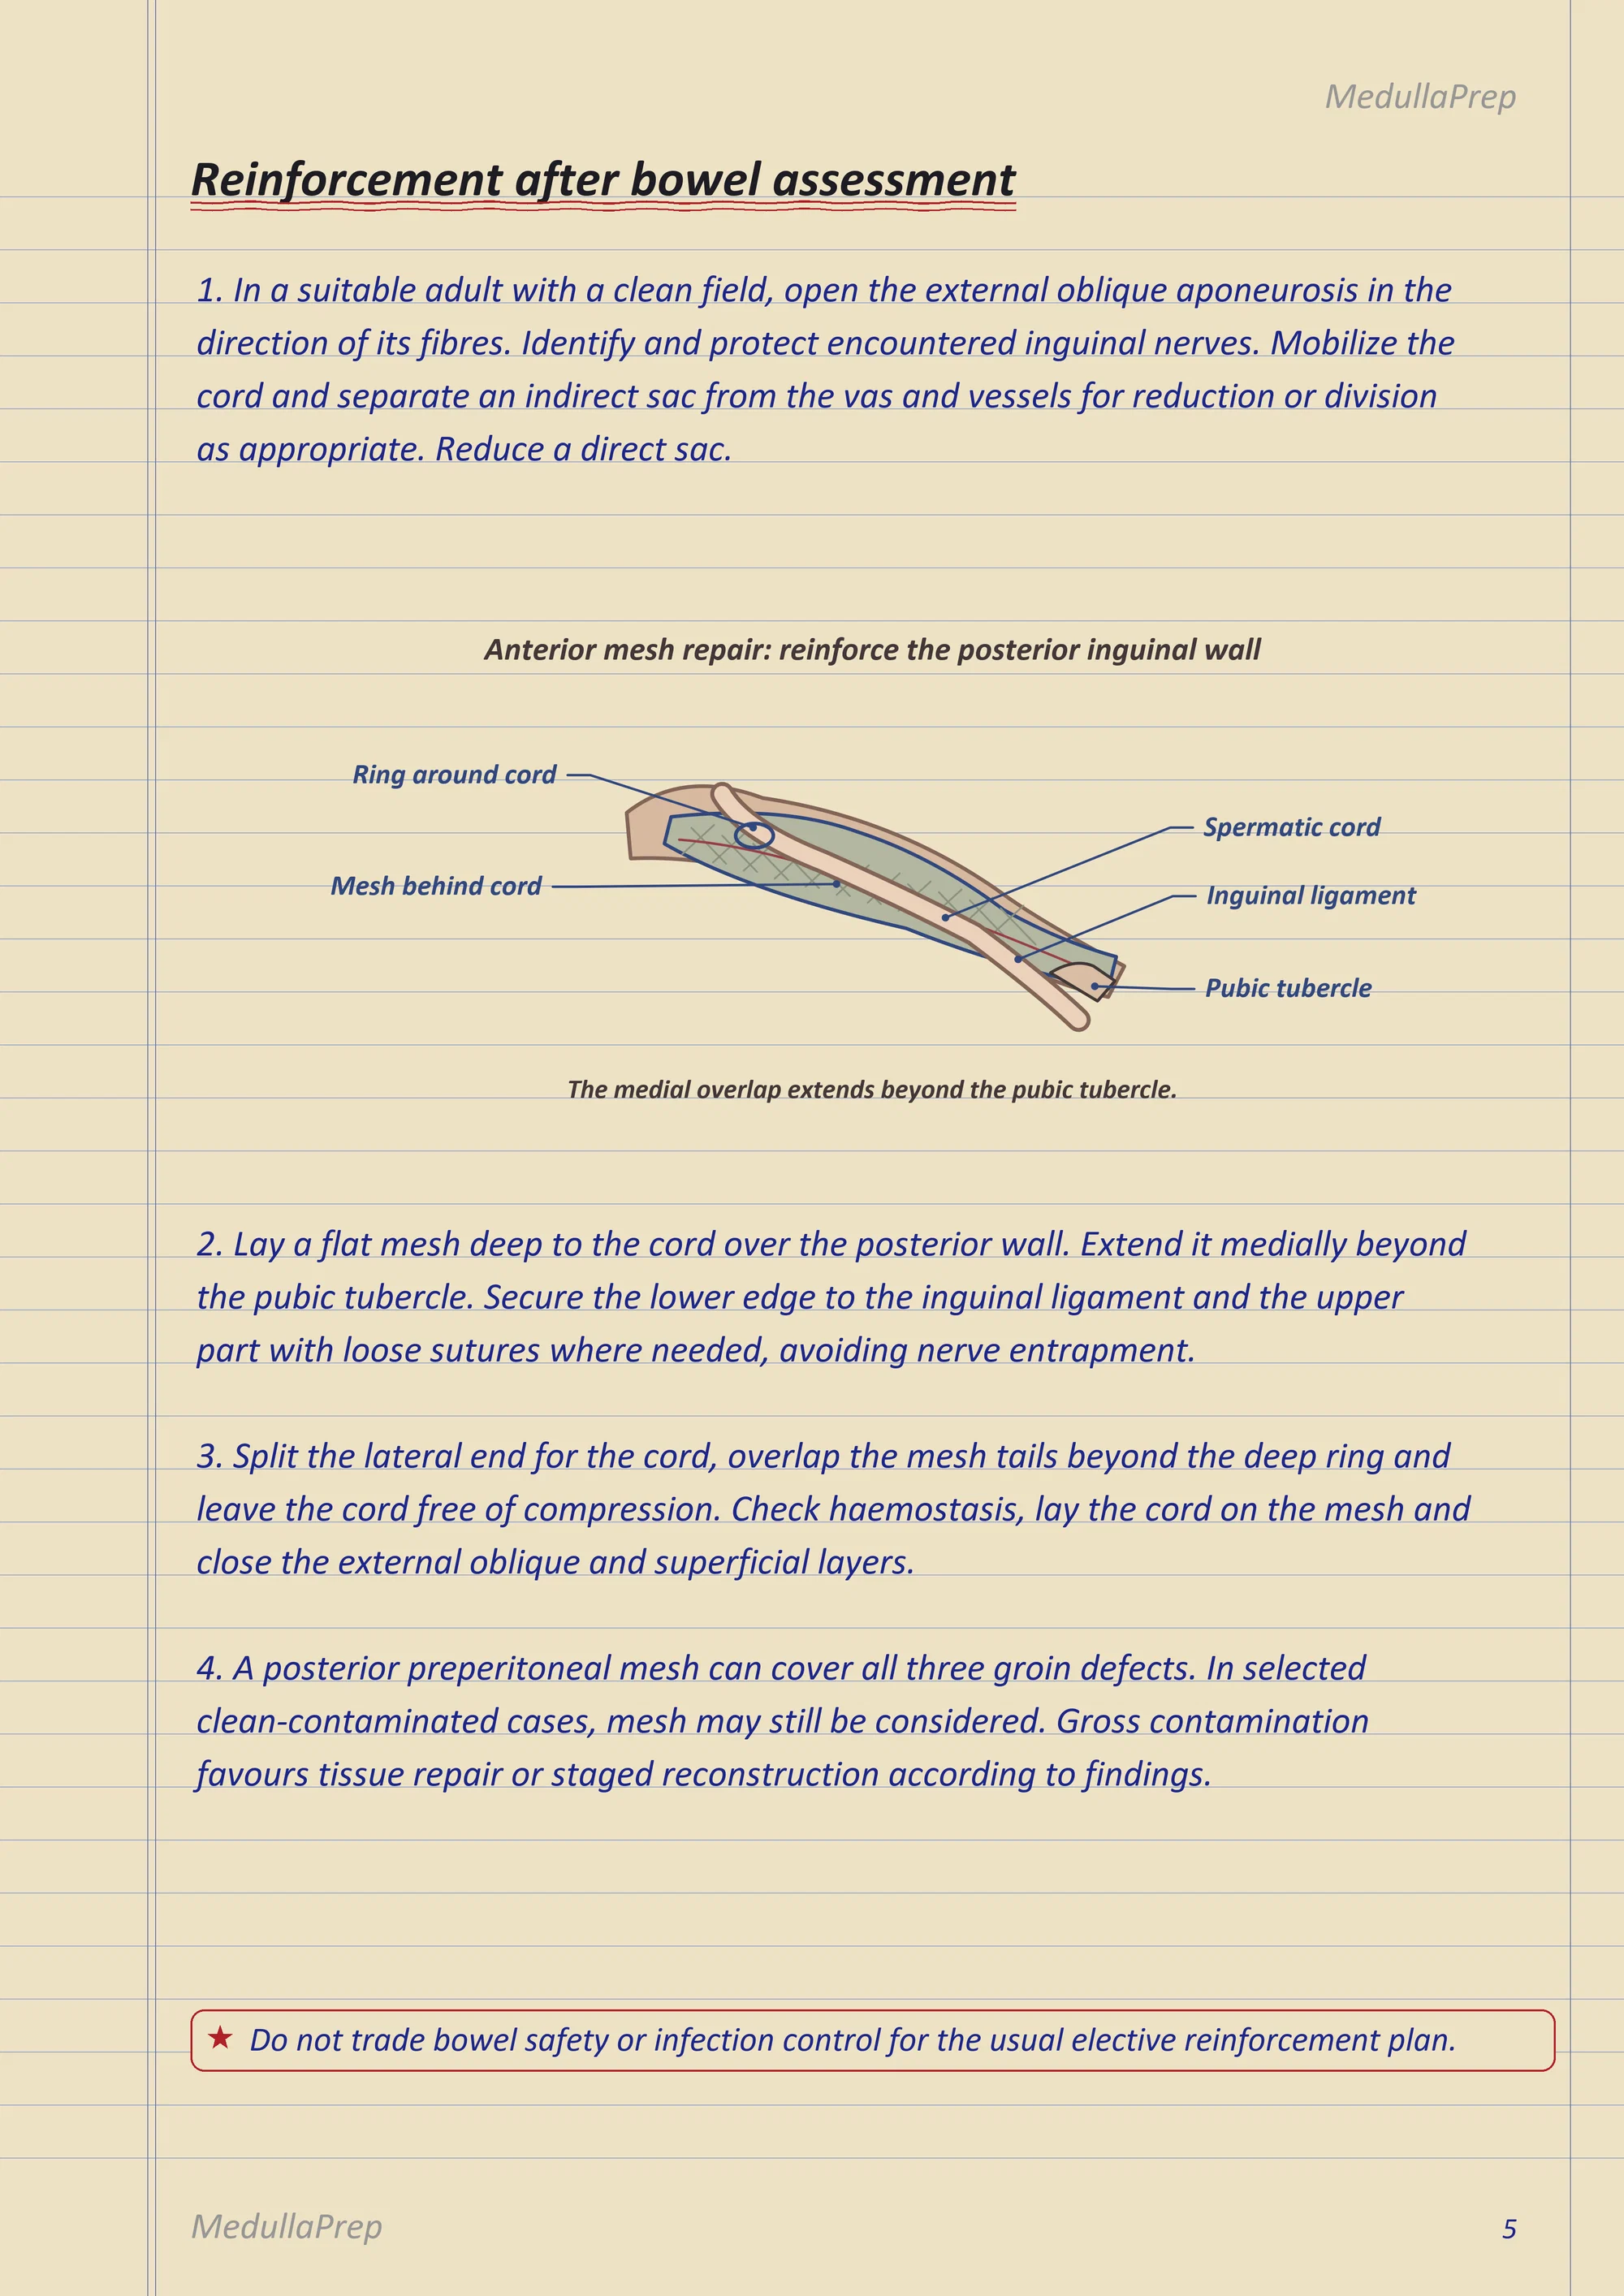 MedullaPrep
Reinforcement after bowel assessment
1. In a suitable adult with a clean field, open the external oblique aponeurosis in the
direction of its fibres. Identify and protect encountered inguinal nerves. Mobilize the
cord and separate an indirect sac from the vas and vessels for reduction or division
as appropriate. Reduce a direct sac.
Anterior mesh repair: reinforce the posterior inguinal wall
Ring around cord
Spermatic cord
Mesh behind cord
Inguinal ligament
Pubic tubercle
The medial overlap extends beyond the pubic tubercle.
2. Lay a flat mesh deep to the cord over the posterior wall. Extend it medially beyond
the pubic tubercle. Secure the lower edge to the inguinal ligament and the upper
part with loose sutures where needed, avoiding nerve entrapment.
3. Split the lateral end for the cord, overlap the mesh tails beyond the deep ring and
leave the cord free of compression. Check haemostasis, lay the cord on the mesh and
close the external oblique and superficial layers.
4. A posterior preperitoneal mesh can cover all three groin defects. In selected
clean-contaminated cases, mesh may still be considered. Gross contamination
favours tissue repair or staged reconstruction according to findings.
★ Do not trade bowel safety or infection control for the usual elective reinforcement plan.
MedullaPrep
5